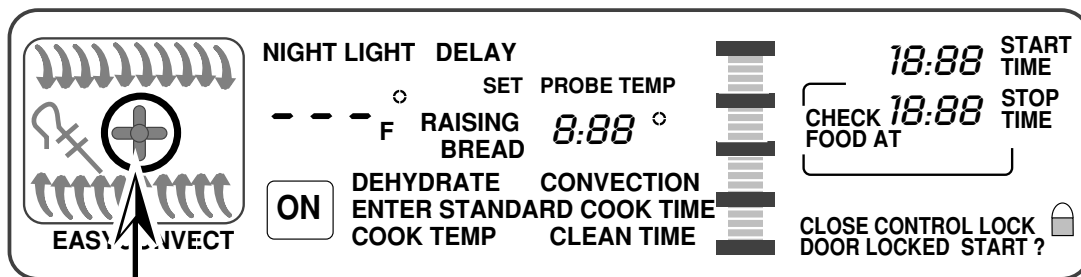 NIGHT LIGHT DELAY
SET PROBE TEMP
- - - °F
RAISING
BREAD
8:88 °
ON
DEHYDRATE CONVECTION
ENTER STANDARD COOK TIME
COOK TEMP CLEAN TIME
EASY CONVECT
18:88 START
TIME
CHECK
FOOD AT
18:88 STOP
TIME
CLOSE CONTROL LOCK
DOOR LOCKED START ?